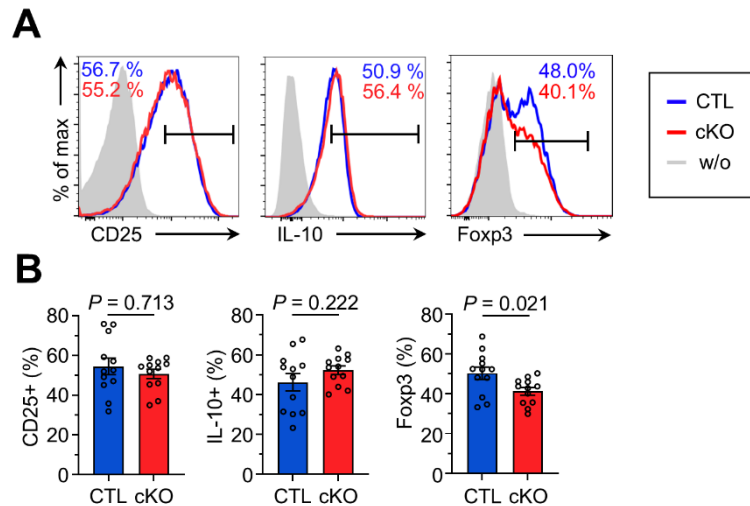 A
% of max
56.7 %
55.2 %
CD25
50.9 %
56.4 %
IL-10
48.0%
40.1%
Foxp3
CTL
cKO
w/o
B
P = 0.713
CD25+ (%)
80
60
40
20
0
CTL cKO
P = 0.222
IL-10+ (%)
80
60
40
20
0
CTL cKO
P = 0.021
Foxp3 (%)
80
60
40
20
0
CTL cKO